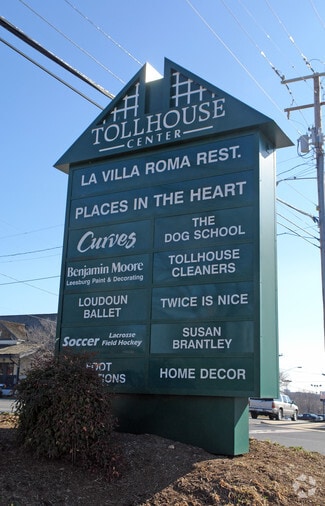 TOLLHOUSE
CENTER
LA VILLA ROMA REST.
PLACES IN THE HEART
Curves
THE
DOG SCHOOL
Benjamin Moore
Leesburg Paint & Decorating
TOLLHOUSE
CLEANERS
LOUDOUN
BALLET
TWICE IS NICE
Soccer Lacrosse
Field Hockey
SUSAN
BRANTLEY
HOME DECOR